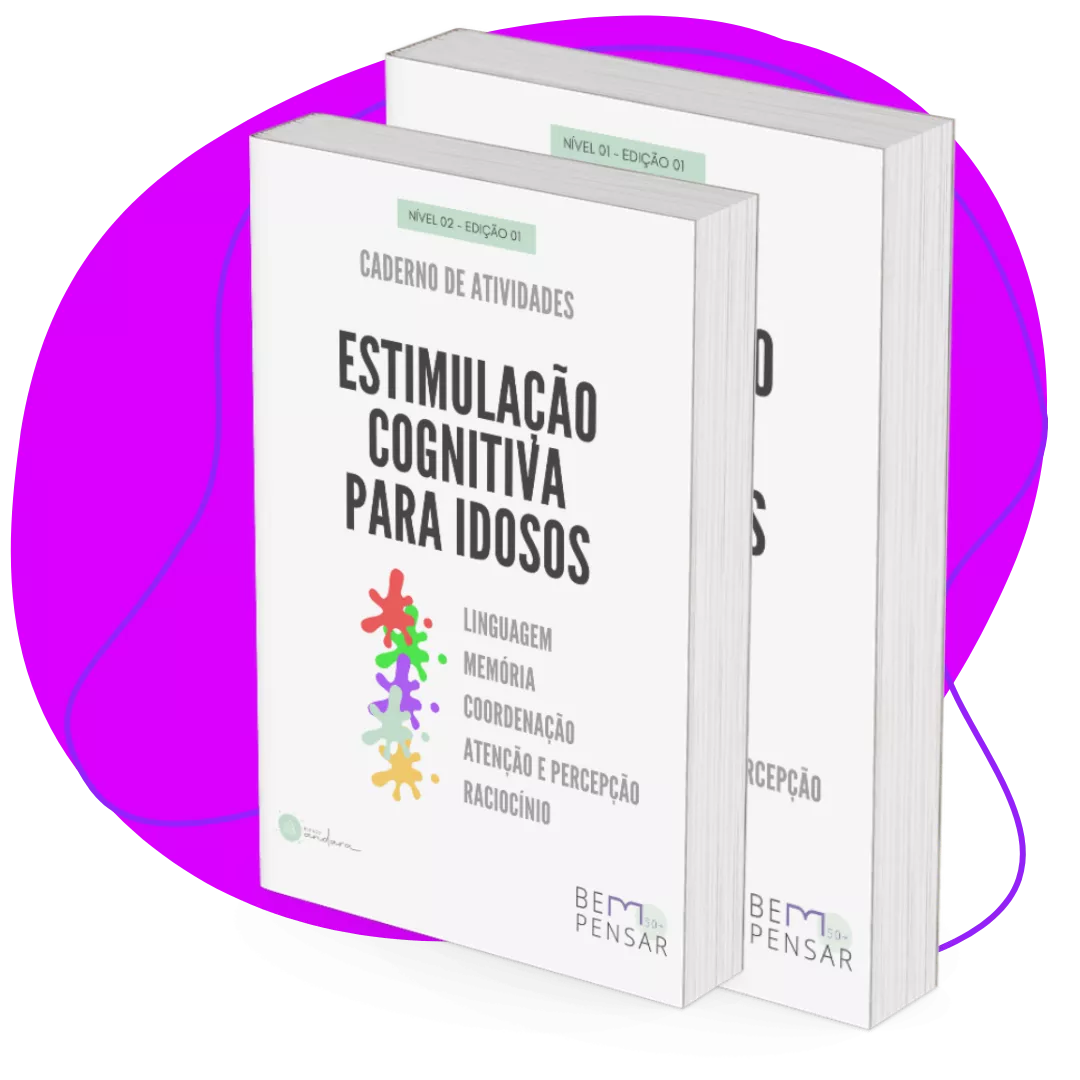 NÍVEL 02 - EDIÇÃO 01
CADERNO DE ATIVIDADES
ESTIMULAÇÃO
COGNITIVA
PARA IDOSOS
LINGUAGEM
MEMÓRIA
COORDENAÇÃO
ATENÇÃO E PERCEPÇÃO
RACIOCÍNIO
andara
BEM 50+
PENSAR
NÍVEL 01 - EDIÇÃO 01
O
S
RCEPÇÃO
BEM 50+
PENSAR